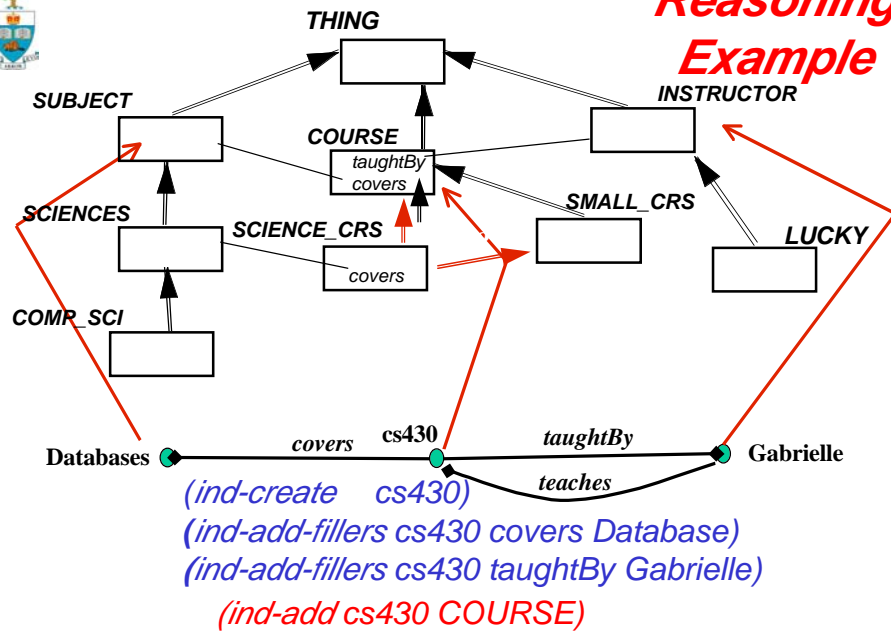 Reasoning
Example
THING
SUBJECT
INSTRUCTOR
COURSE
taughtBy
covers
SCIENCES
SCIENCE_CRS
SMALL_CRS
LUCKY
covers
COMP_SCI
Databases
covers
cs430
taughtBy
Gabrielle
teaches
(ind-create cs430)
(ind-add-fillers cs430 covers Database)
(ind-add-fillers cs430 taughtBy Gabrielle)
(ind-add cs430 COURSE)